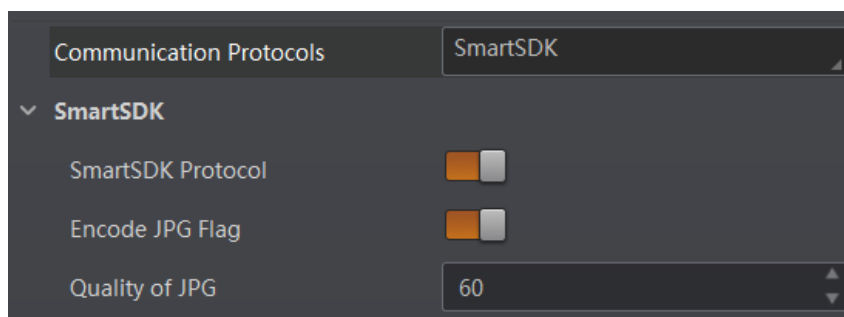 Communication Protocols SmartSDK
SmartSDK
SmartSDK Protocol
Encode JPG Flag
Quality of JPG 60